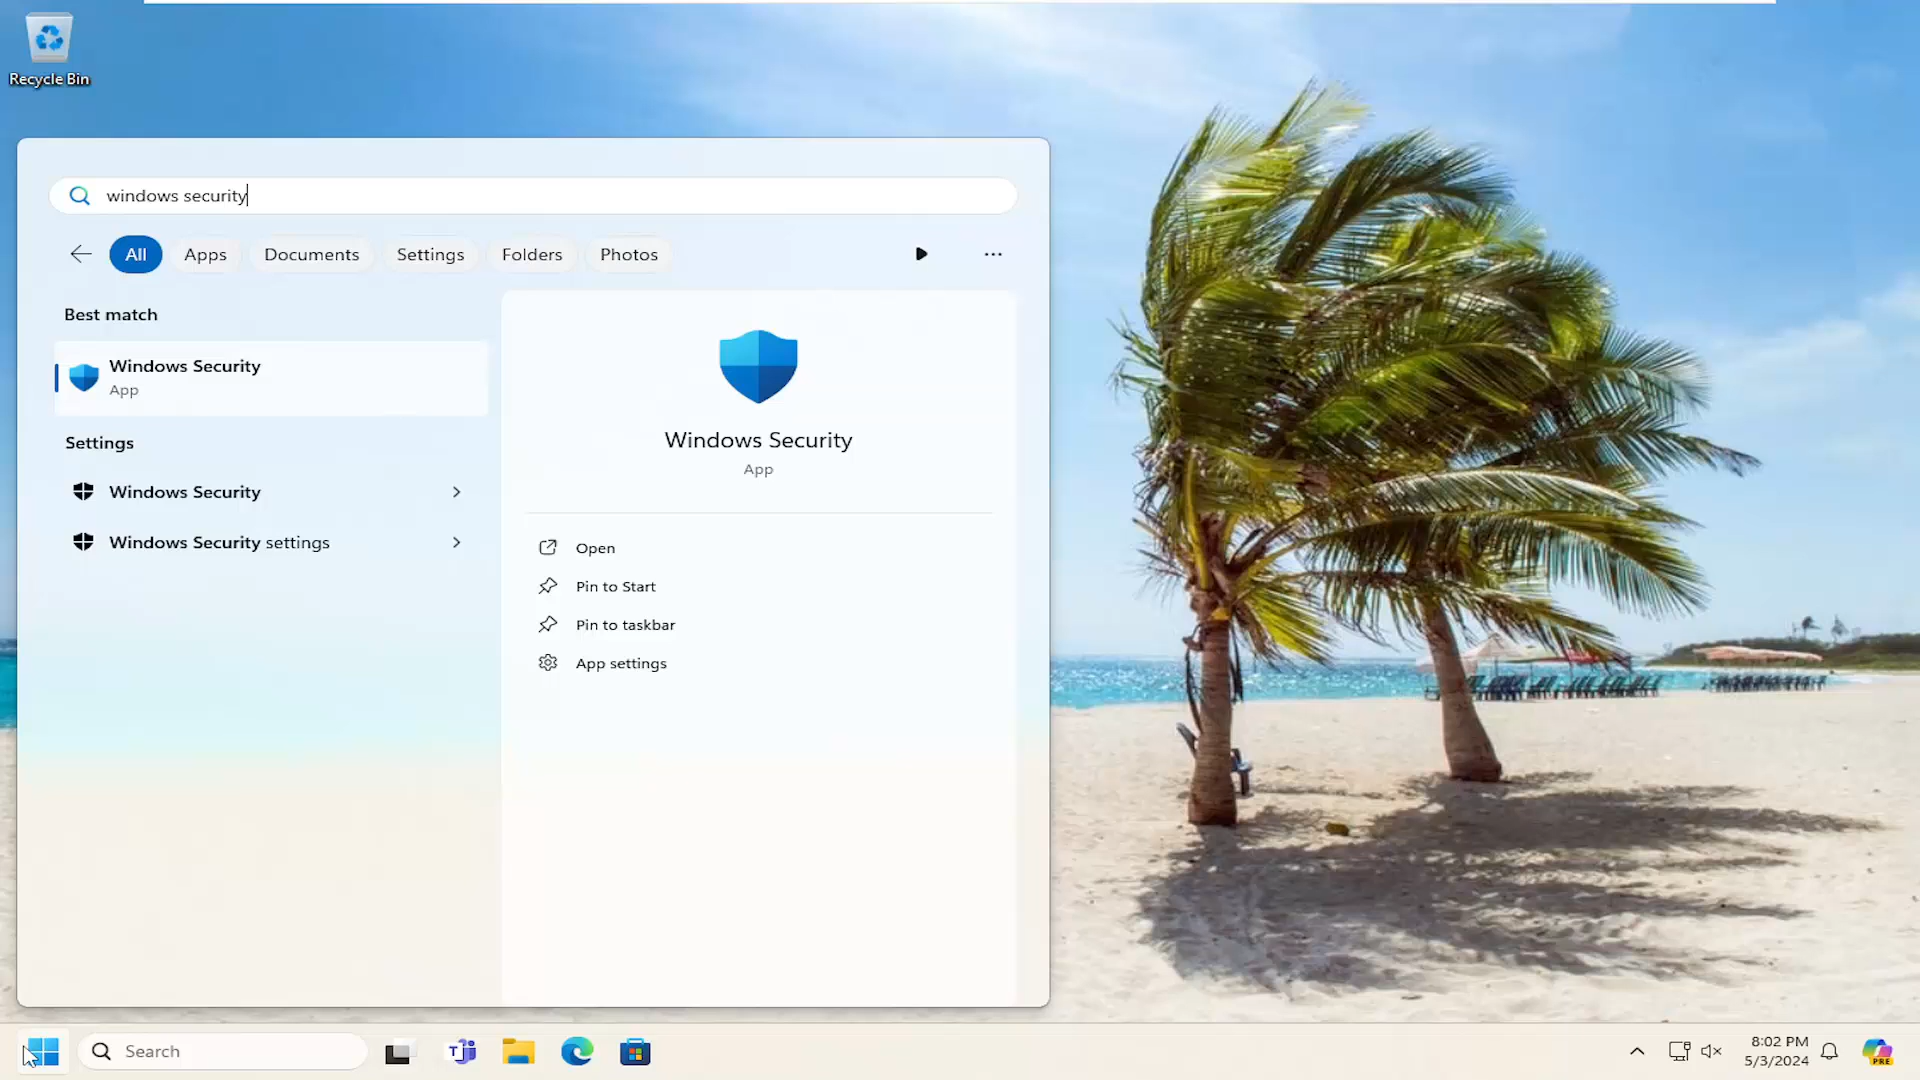 Recycle Bin
windows security
All
Apps
Documents
Settings
Folders
Photos
Best match
Windows Security
App
Settings
Windows Security
Windows Security settings
Windows Security
App
Open
Pin to Start
Pin to taskbar
App settings
Search
8:02 PM
5/3/2024
PRE